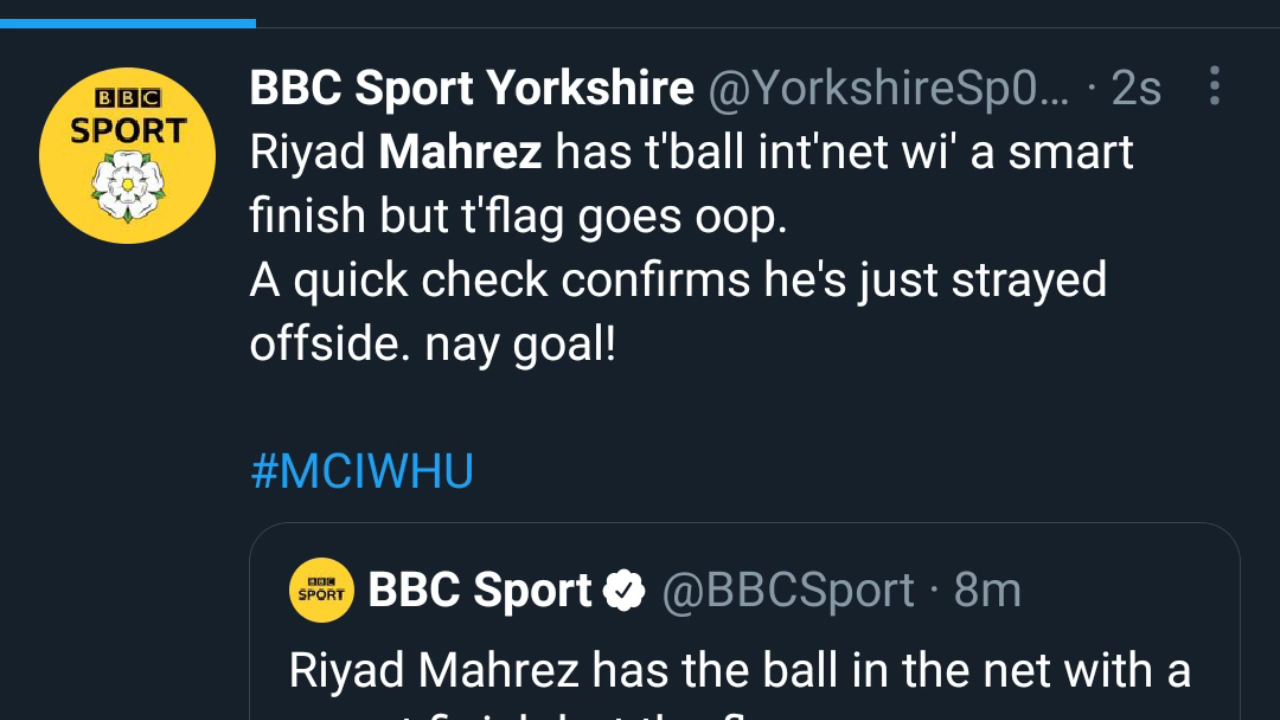 BBC
SPORT
BBC Sport Yorkshire @YorkshireSp0... · 2s
Riyad Mahrez has t'ball int'net wi' a smart
finish but t'flag goes oop.
A quick check confirms he's just strayed
offside. nay goal!
#MCIWHU
BBC
SPORT
BBC Sport @BBCSport · 8m
Riyad Mahrez has the ball in the net with a